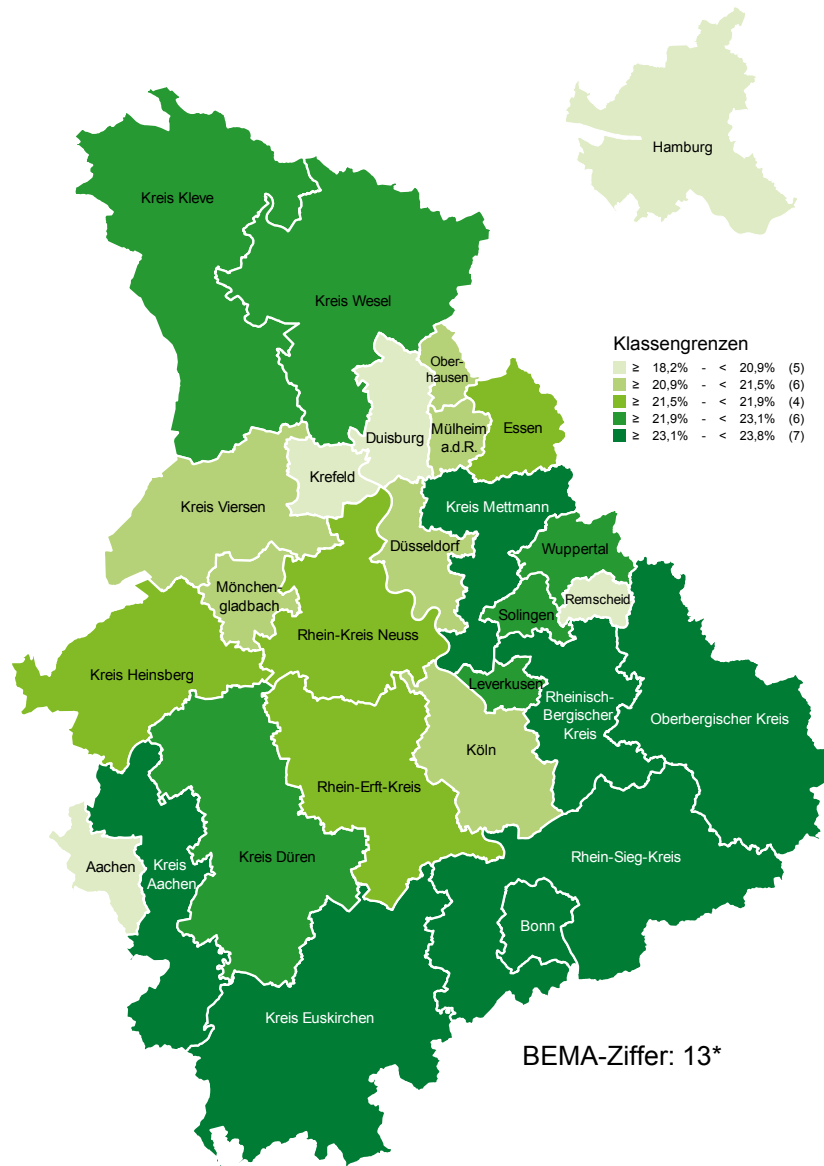 Hamburg
Kreis Kleve
Kreis Wesel
Klassengrenzen
≥ 18,2% - < 20,9% (5)
≥ 20,9% - < 21,5% (6)
≥ 21,5% - < 21,9% (4)
≥ 21,9% - < 23,1% (6)
≥ 23,1% - < 23,8% (7)
Ober-
hausen
Duisburg
Mülheim
a.d.R.
Essen
Krefeld
Kreis Viersen
Kreis Mettmann
Düsseldorf
Wuppertal
Mönchen-
gladbach
Remscheid
Solingen
Rhein-Kreis Neuss
Kreis Heinsberg
Leverkusen
Rheinisch-
Bergischer
Kreis
Oberbergischer Kreis
Köln
Rhein-Erft-Kreis
Kreis Düren
Rhein-Sieg-Kreis
Aachen
Kreis
Aachen
Bonn
Kreis Euskirchen
BEMA-Ziffer: 13*